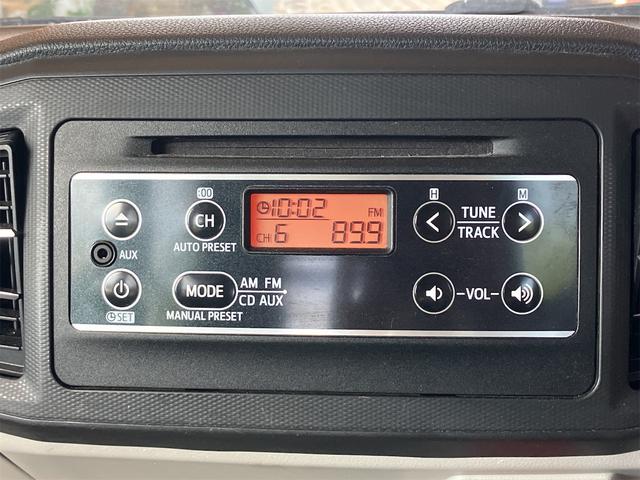 :00
CH
AUTO PRESET
AUX
SET
MODE
AM FM
CD AUX
MANUAL PRESET
10:02
FM
CH 6 89.9
H
M
TUNE
TRACK
-VOL-